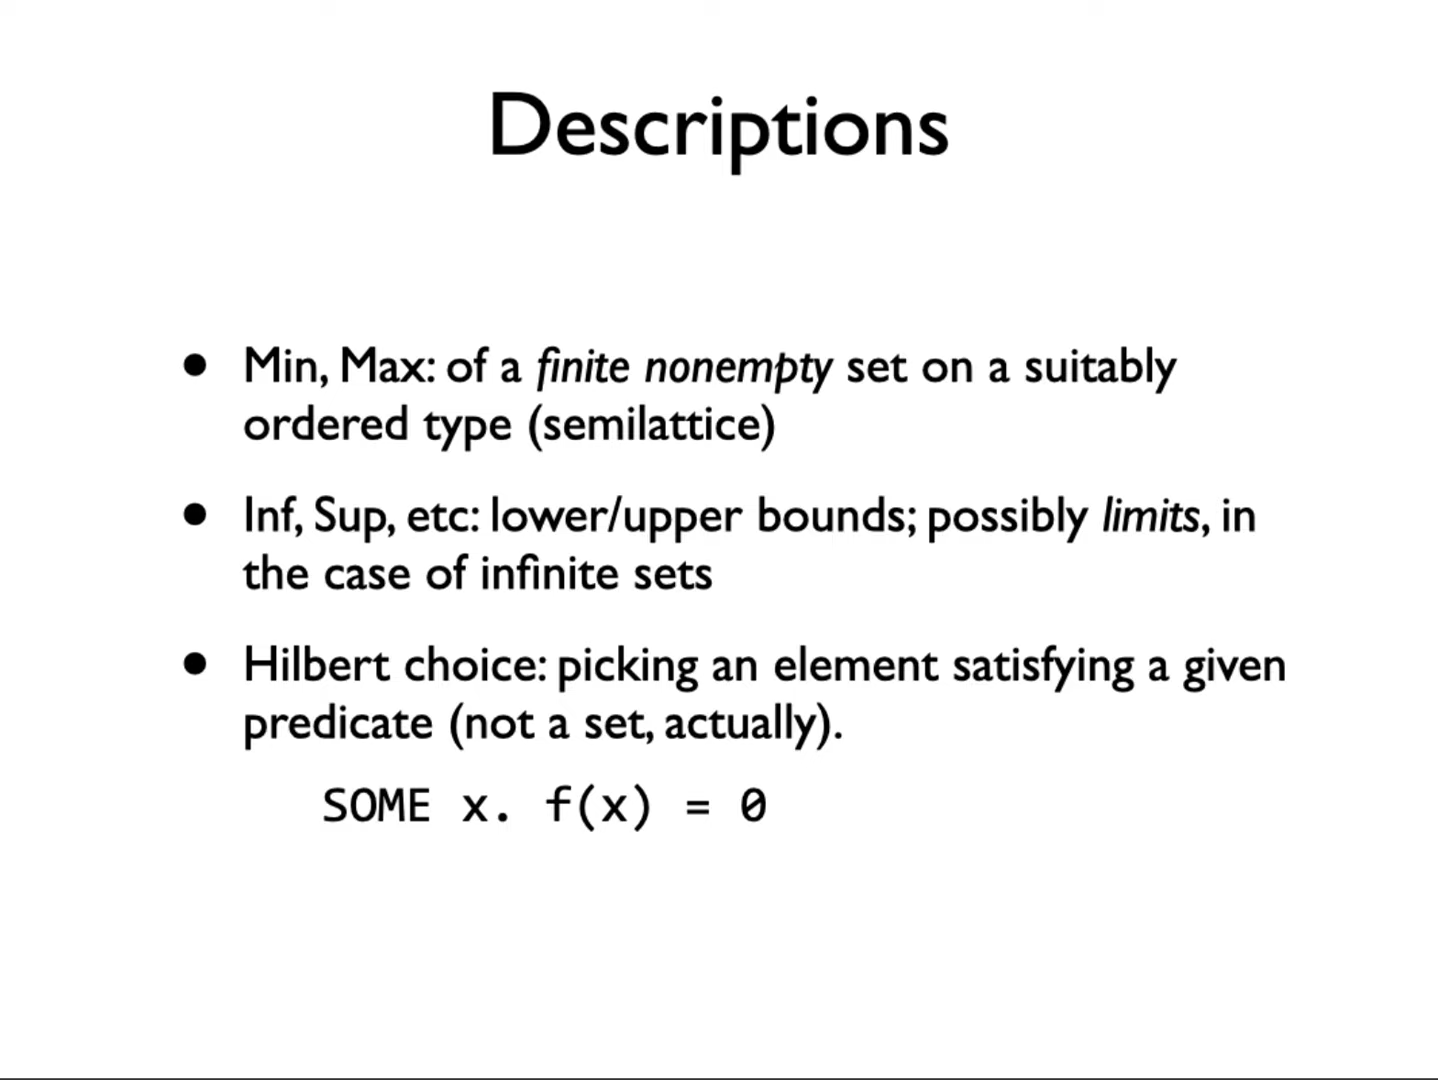 Descriptions
• Min, Max: of a finite nonempty set on a suitably
ordered type (semilattice)
• Inf, Sup, etc: lower/upper bounds; possibly limits, in
the case of infinite sets
• Hilbert choice: picking an element satisfying a given
predicate (not a set, actually).
SOME x. f(x) = 0